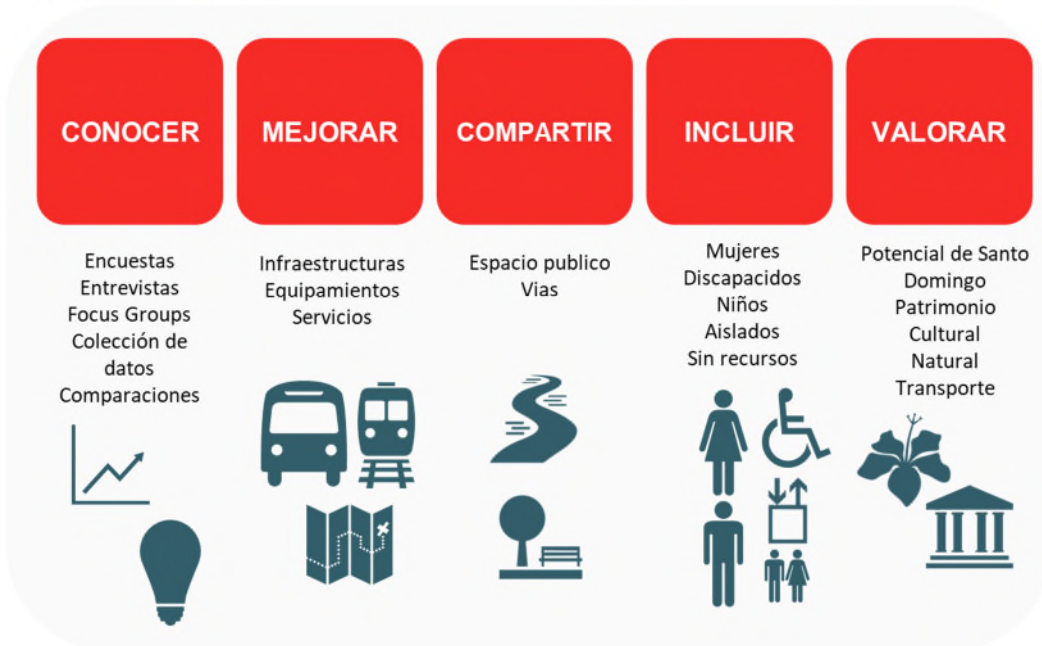 CONOCER
Encuestas
Entrevistas
Focus Groups
Colección de
datos
Comparaciones
MEJORAR
Infraestructuras
Equipamientos
Servicios
COMPARTIR
Espacio publico
Vias
INCLUIR
Mujeres
Discapacidos
Niños
Aislados
Sin recursos
VALORAR
Potencial de Santo
Domingo
Patrimonio
Cultural
Natural
Transporte